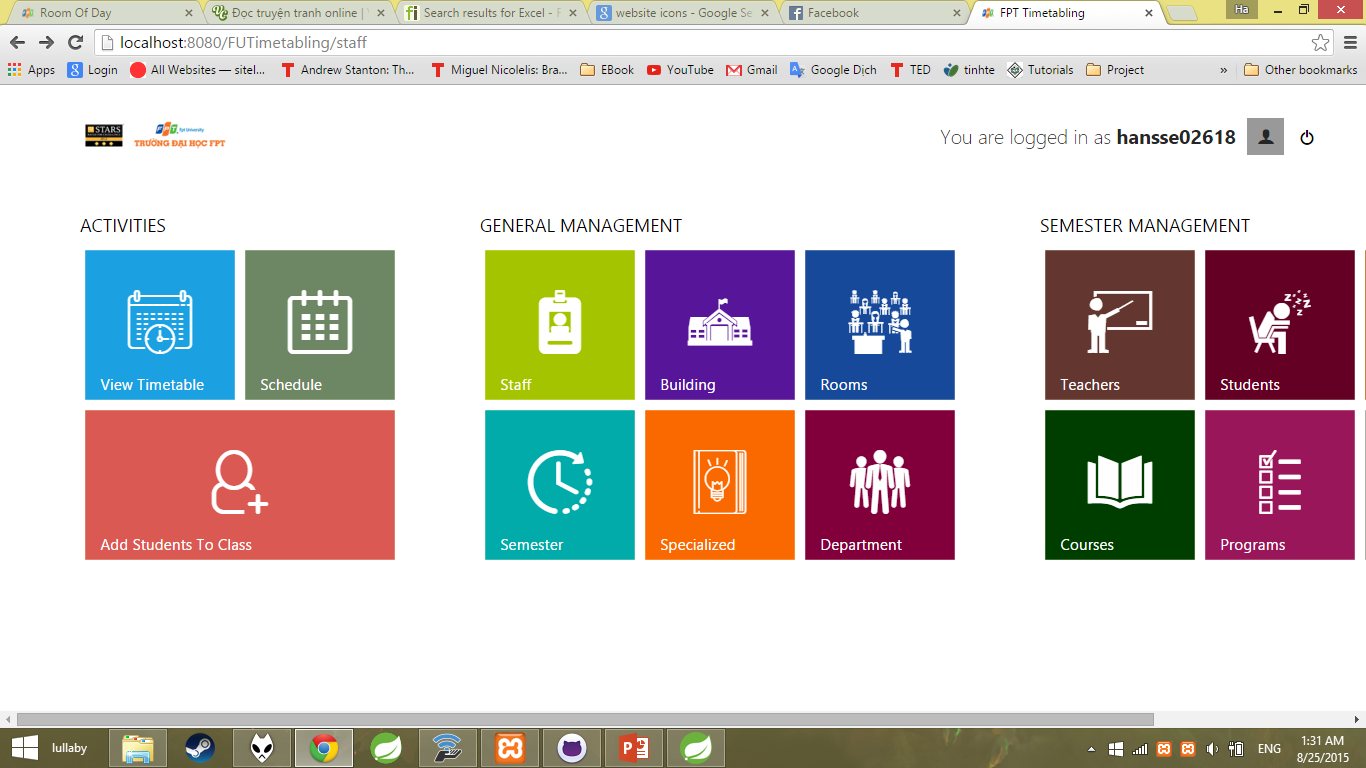 Room Of Day
Đọc truyện tranh online |
Search results for Excel - F
website icons - Google Se
Facebook
FPT Timetabling
Ha
localhost:8080/FUTimetabling/staff
Apps
Login
All Websites — sitel...
Andrew Stanton: Th...
Miguel Nicolelis: Bra...
EBook
YouTube
Gmail
Google Dịch
TED
tinhte
Tutorials
Project
»
Other bookmarks
STARS
FPT Fpt University
TRƯỜNG ĐẠI HỌC FPT
You are logged in as hansse02618
ACTIVITIES
View Timetable
Schedule
Add Students To Class
GENERAL MANAGEMENT
Staff
Building
Rooms
Semester
Specialized
Department
SEMESTER MANAGEMENT
Teachers
Students
Courses
Programs
lullaby
ENG
1:31 AM
8/25/2015